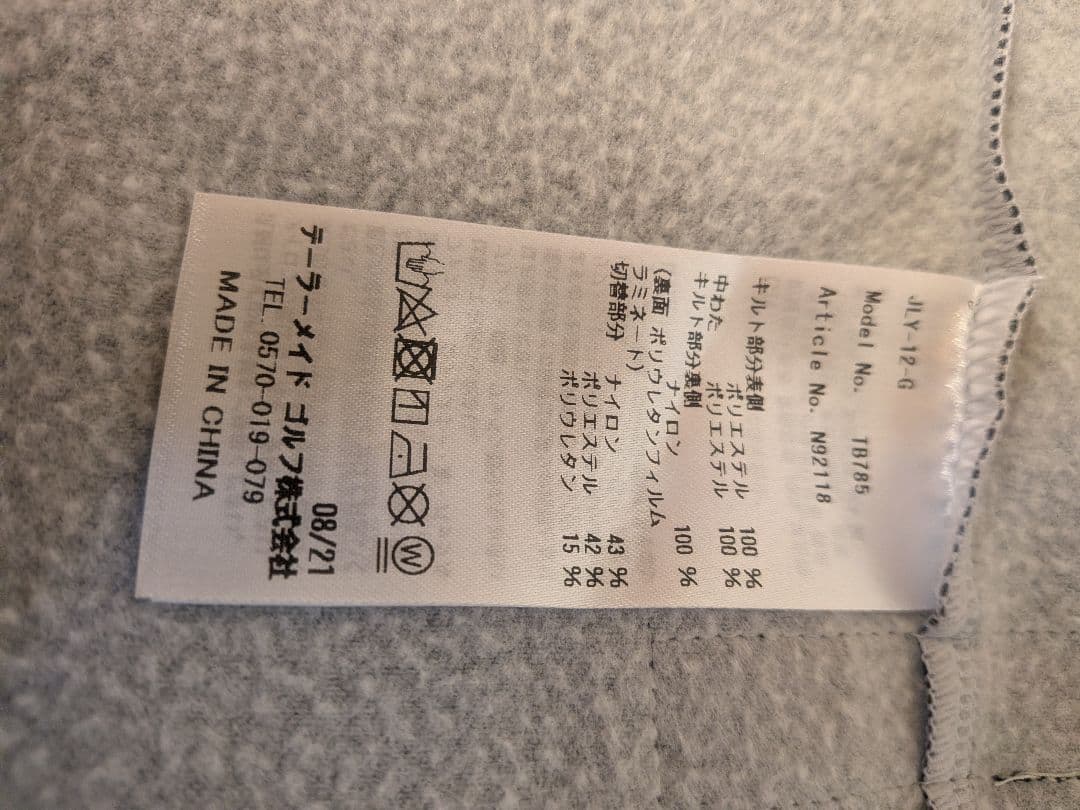 JLY-12-G
Model No. TB785
Article No. N92118
キルト部分表側
ポリエステル 100 %
中わた ポリエステル 100 %
キルト部分裏側
ナイロン 100 %
(裏面 ポリウレタンフィルム
ラミネート)
切替部分 ナイロン 43 %
ポリエステル 42 %
ポリウレタン 15 %
W
08/21
テーラーメイド ゴルフ株式会社
TEL. 0570-019-079
MADE IN CHINA